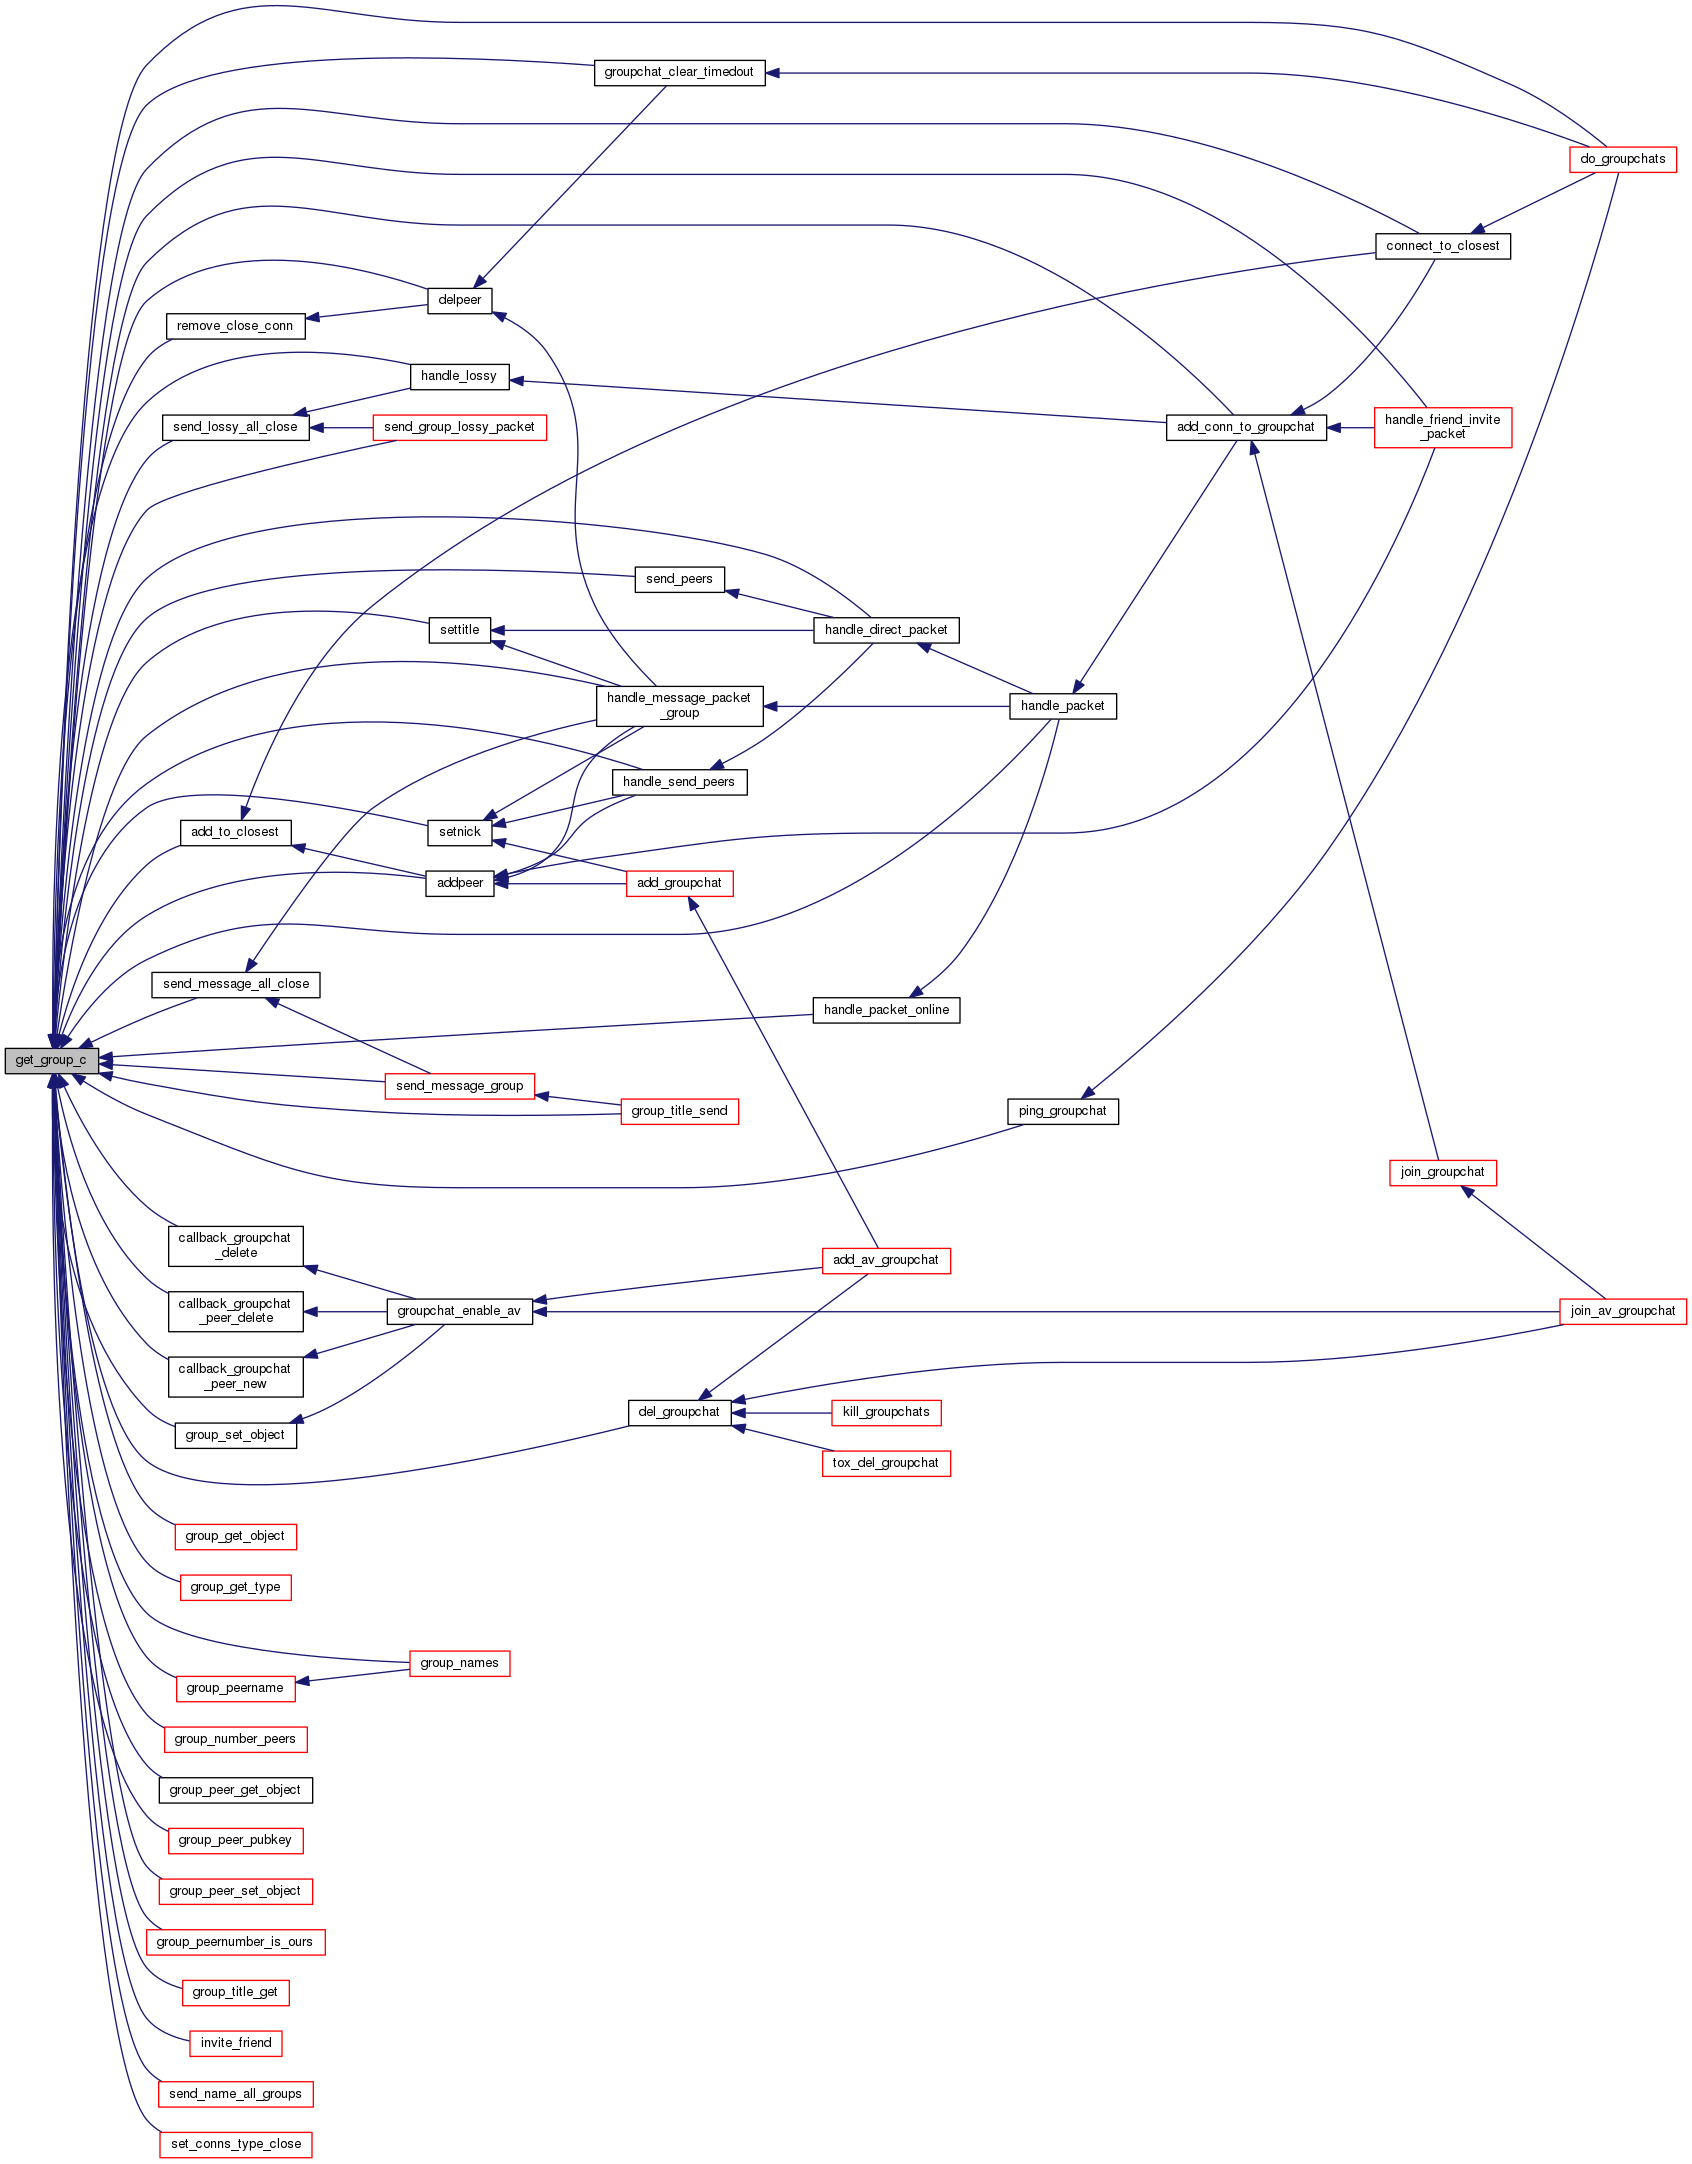 groupchat_clear_timedout
do_groupchats
connect_to_closest
delpeer
remove_close_conn
handle_lossy
send_lossy_all_close
send_group_lossy_packet
add_conn_to_groupchat
handle_friend_invite
_packet
send_peers
settitle
handle_direct_packet
handle_message_packet
_group
handle_packet
handle_send_peers
add_to_closest
setnick
addpeer
add_groupchat
send_message_all_close
handle_packet_online
get_group_c
send_message_group
group_title_send
ping_groupchat
join_groupchat
callback_groupchat
_delete
add_av_groupchat
callback_groupchat
_peer_delete
groupchat_enable_av
join_av_groupchat
callback_groupchat
_peer_new
group_set_object
del_groupchat
kill_groupchats
tox_del_groupchat
group_get_object
group_get_type
group_names
group_peername
group_number_peers
group_peer_get_object
group_peer_pubkey
group_peer_set_object
group_peernumber_is_ours
group_title_get
invite_friend
send_name_all_groups
set_conns_type_close